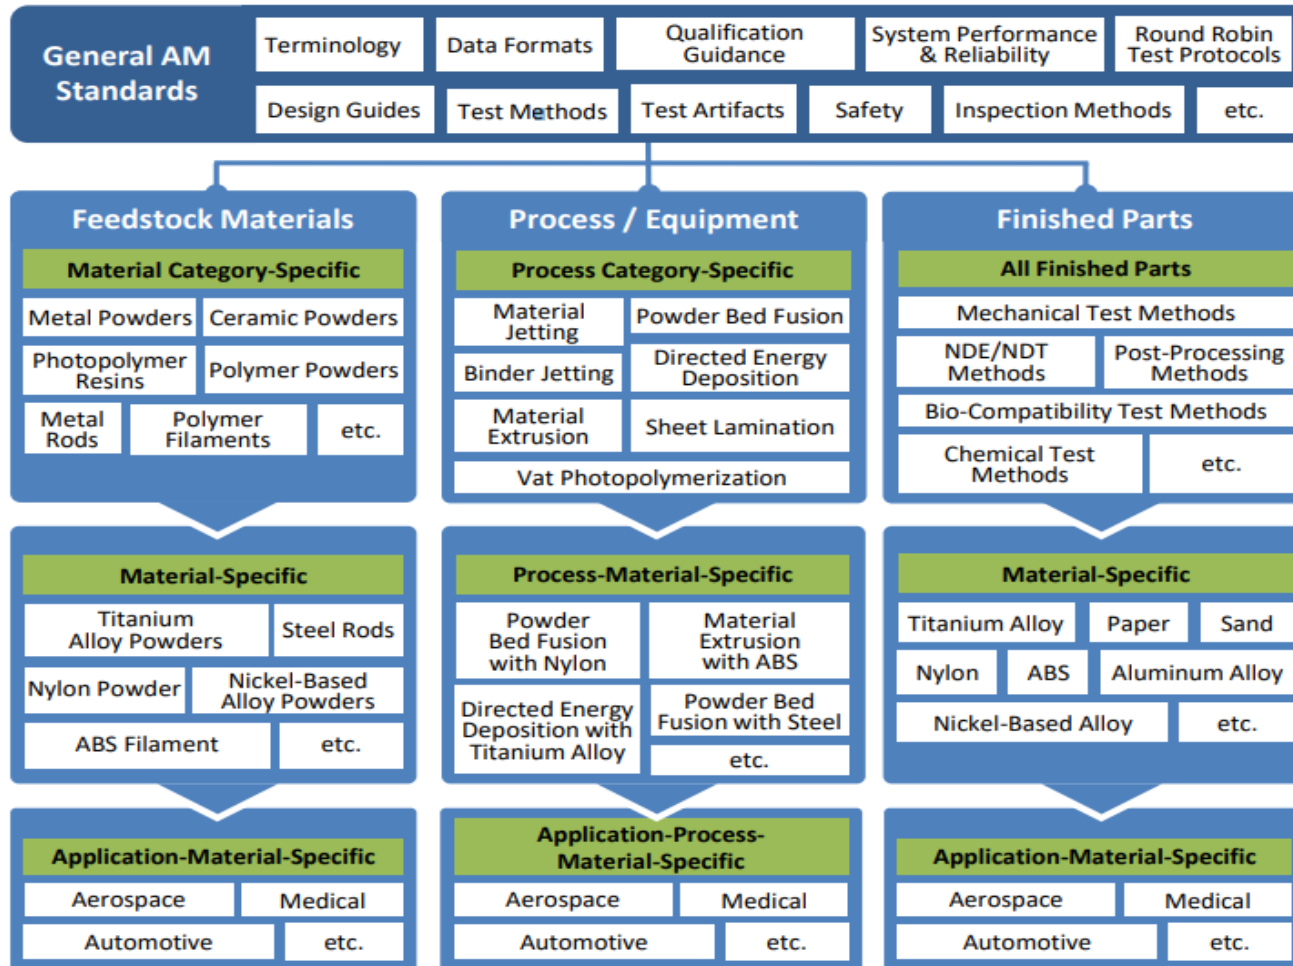 General AM
Standards
Terminology
Data Formats
Qualification
Guidance
System Performance
& Reliability
Round Robin
Test Protocols
Design Guides
Test Methods
Test Artifacts
Safety
Inspection Methods
etc.
Feedstock Materials
Material Category-Specific
Metal Powders
Ceramic Powders
Photopolymer
Resins
Polymer Powders
Metal
Rods
Polymer
Filaments
etc.
Material-Specific
Titanium
Alloy Powders
Steel Rods
Nylon Powder
Nickel-Based
Alloy Powders
ABS Filament
etc.
Application-Material-Specific
Aerospace
Medical
Automotive
etc.
Process / Equipment
Process Category-Specific
Material
Jetting
Powder Bed Fusion
Binder Jetting
Directed Energy
Deposition
Material
Extrusion
Sheet Lamination
Vat Photopolymerization
Process-Material-Specific
Powder
Bed Fusion
with Nylon
Material
Extrusion
with ABS
Directed Energy
Deposition with
Titanium Alloy
Powder Bed
Fusion with Steel
etc.
Application-Process-
Material-Specific
Aerospace
Medical
Automotive
etc.
Finished Parts
All Finished Parts
Mechanical Test Methods
NDE/NDT
Methods
Post-Processing
Methods
Bio-Compatibility Test Methods
Chemical Test
Methods
etc.
Material-Specific
Titanium Alloy
Paper
Sand
Nylon
ABS
Aluminum Alloy
Nickel-Based Alloy
etc.
Application-Material-Specific
Aerospace
Medical
Automotive
etc.